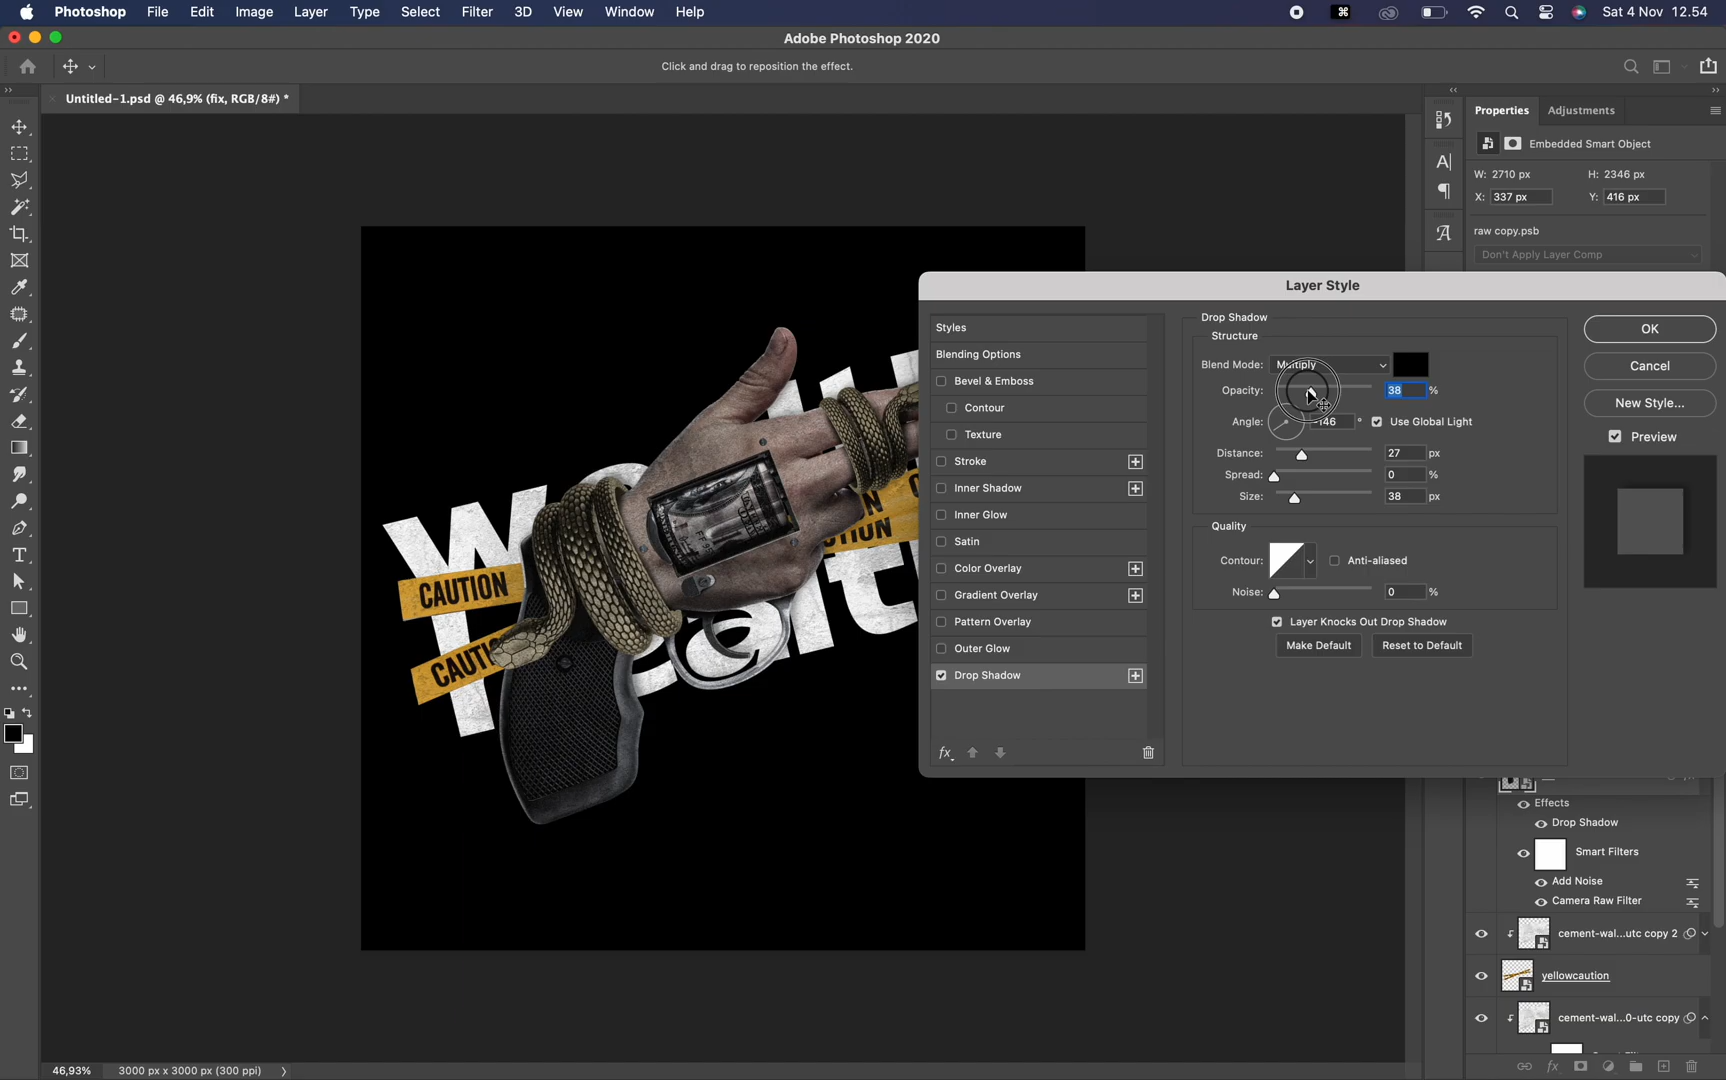 Photoshop File Edit Image Layer Type Select Filter 3D View Window Help Sat 4 Nov 12.54
Adobe Photoshop 2020
Click and drag to reposition the effect.
Untitled-1.psd @ 46,9% (fix, RGB/8#) *
Properties Adjustments
Embedded Smart Object
W: 2710 px H: 2346 px
X: 337 px Y: 416 px
raw copy.psb
Don't Apply Layer Comp
Layer Style
Styles
Blending Options
Bevel & Emboss
Contour
Texture
Stroke
Inner Shadow
Inner Glow
Satin
Color Overlay
Gradient Overlay
Pattern Overlay
Outer Glow
Drop Shadow
fx
Drop Shadow
Structure
Blend Mode: Multiply
Opacity: 38 %
Angle: -146 ° Use Global Light
Distance: 27 px
Spread: 0 %
Size: 38 px
Quality
Contour: Anti-aliased
Noise: 0 %
Layer Knocks Out Drop Shadow
Make Default Reset to Default
OK
Cancel
New Style...
Preview
CAUTION
Effects
Drop Shadow
Smart Filters
Add Noise
Camera Raw Filter
cement-wal...utc copy 2
yellowcaution
cement-wal...0-utc copy
46,93% 3000 px x 3000 px (300 ppi)